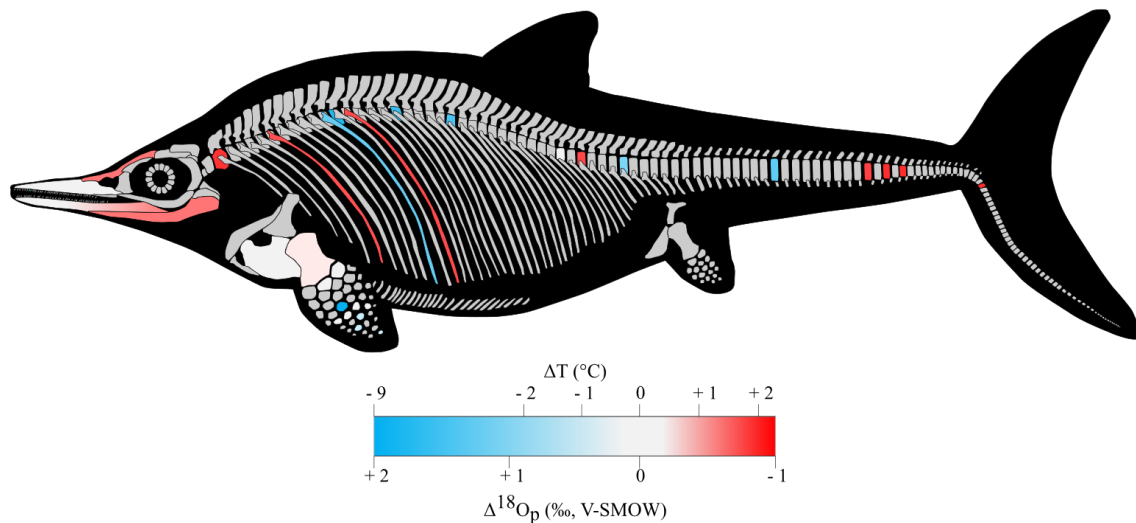 ΔT (°C)
- 9 - 2 - 1 0 + 1 + 2
+ 2 + 1 0 - 1
Δ¹⁸Op (‰, V-SMOW)